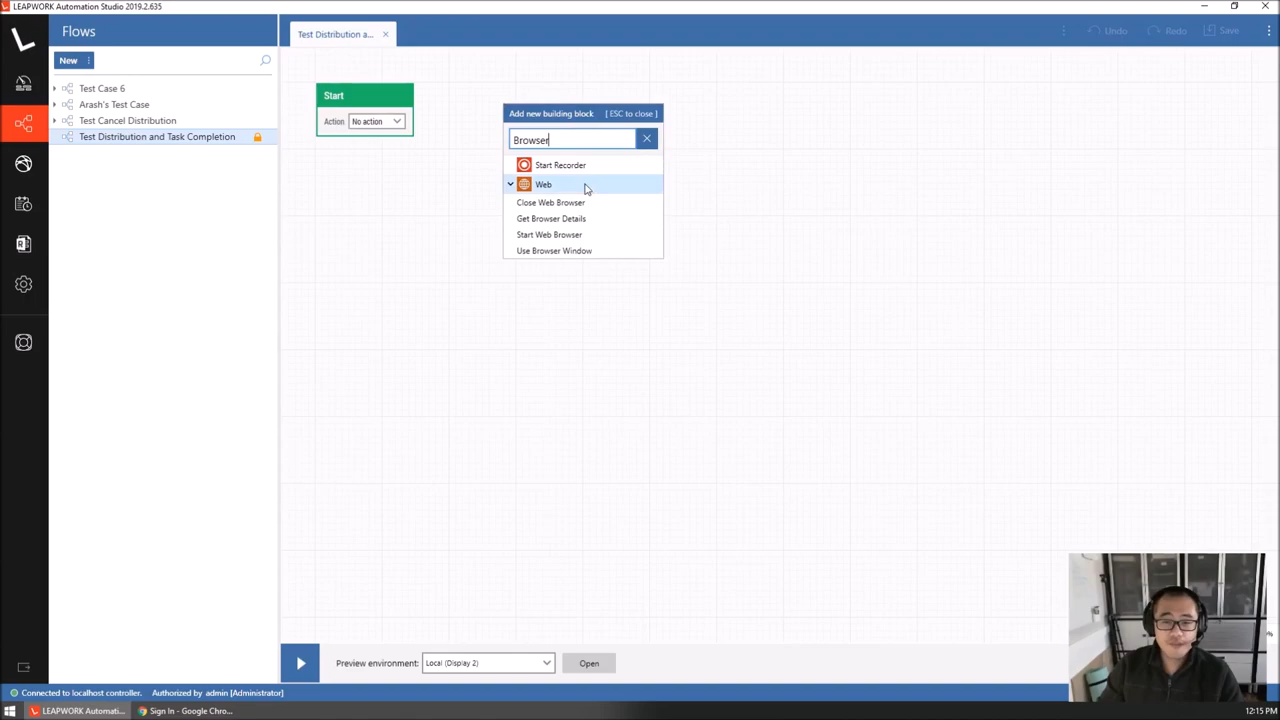 LEAPWORK Automation Studio 2019.2.635
Flows
Test Distribution a...
Undo
Redo
Save
New
Test Case 6
Arash's Test Case
Test Cancel Distribution
Test Distribution and Task Completion
Start
Action
No action
Add new building block
[ ESC to close ]
Browser
Start Recorder
Web
Close Web Browser
Get Browser Details
Start Web Browser
Use Browser Window
Preview environment:
Local (Display 2)
Open
Connected to localhost controller.
Authorized by admin [Administrator]
LEAPWORK Automati...
Sign In - Google Chro...
12:15 PM